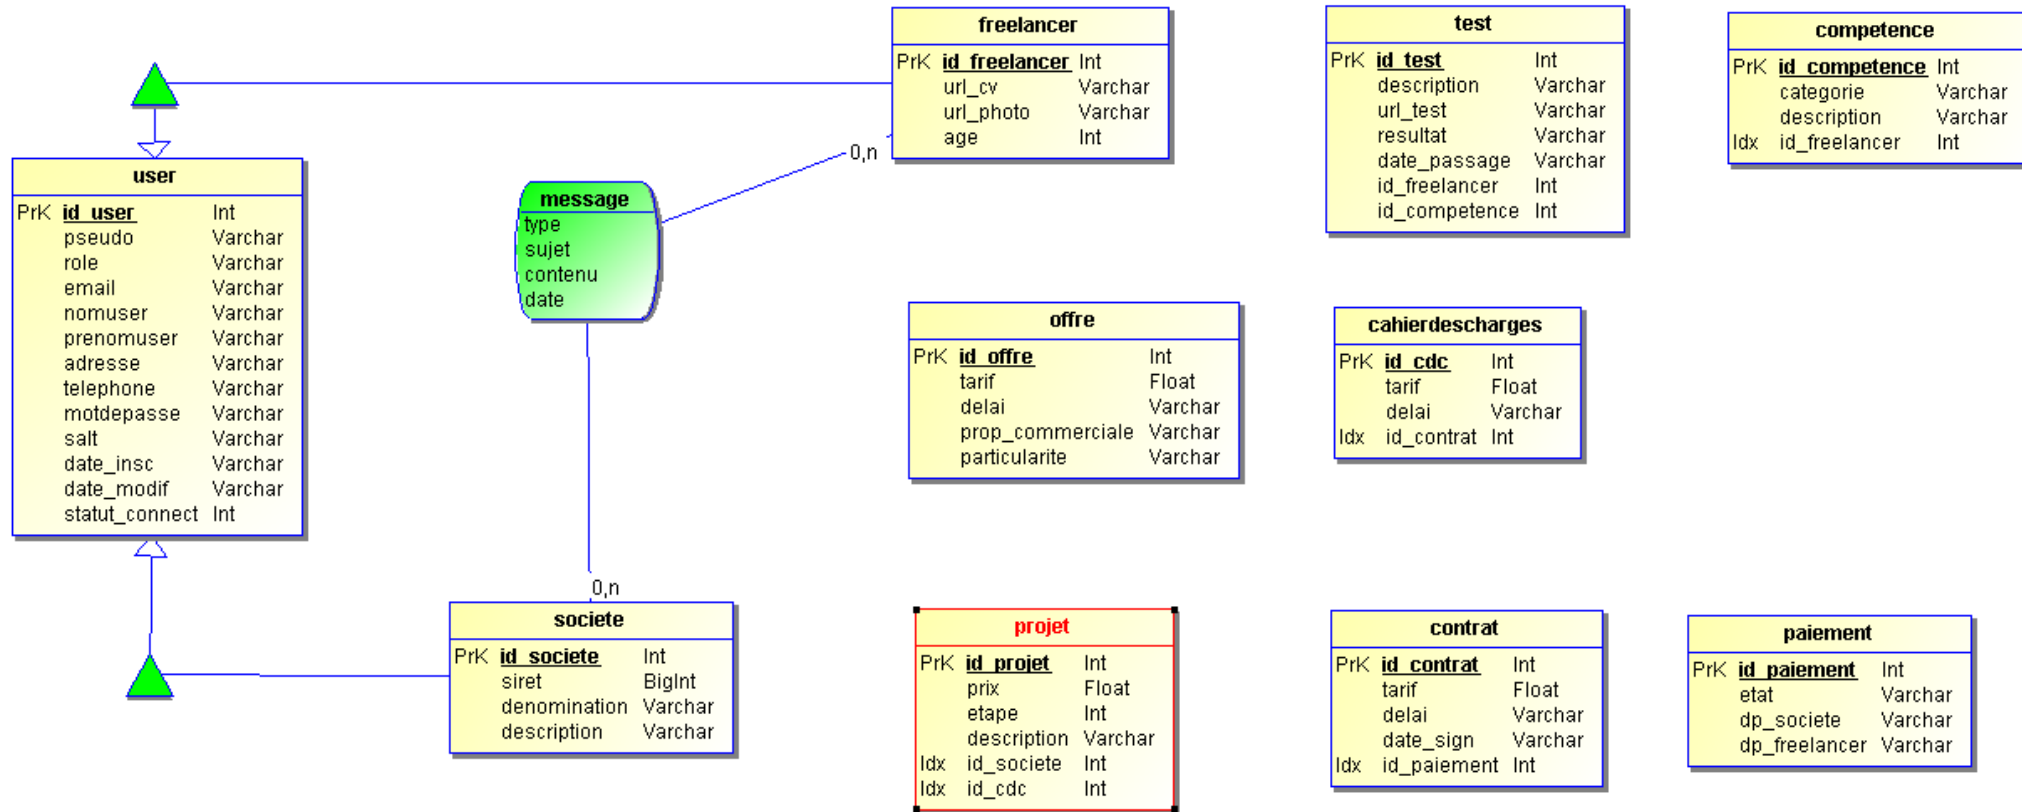 freelancer
PrK id_freelancer Int
url_cv Varchar
url_photo Varchar
age Int
test
PrK id_test Int
description Varchar
url_test Varchar
resultat Varchar
date_passage Varchar
id_freelancer Int
id_competence Int
competence
PrK id_competence Int
categorie Varchar
description Varchar
Idx id_freelancer Int
0,n
user
PrK id_user Int
pseudo Varchar
role Varchar
email Varchar
nomuser Varchar
prenomuser Varchar
adresse Varchar
telephone Varchar
motdepasse Varchar
salt Varchar
date_insc Varchar
date_modif Varchar
statut_connect Int
message
type
sujet
contenu
date
offre
PrK id_offre Int
tarif Float
delai Varchar
prop_commerciale Varchar
particularite Varchar
cahierdescharges
PrK id_cdc Int
tarif Float
delai Varchar
Idx id_contrat Int
0,n
societe
PrK id_societe Int
siret BigInt
denomination Varchar
description Varchar
projet
PrK id_projet Int
prix Float
etape Int
description Varchar
Idx id_societe Int
Idx id_cdc Int
contrat
PrK id_contrat Int
tarif Float
delai Varchar
date_sign Varchar
Idx id_paiement Int
paiement
PrK id_paiement Int
etat Varchar
dp_societe Varchar
dp_freelancer Varchar